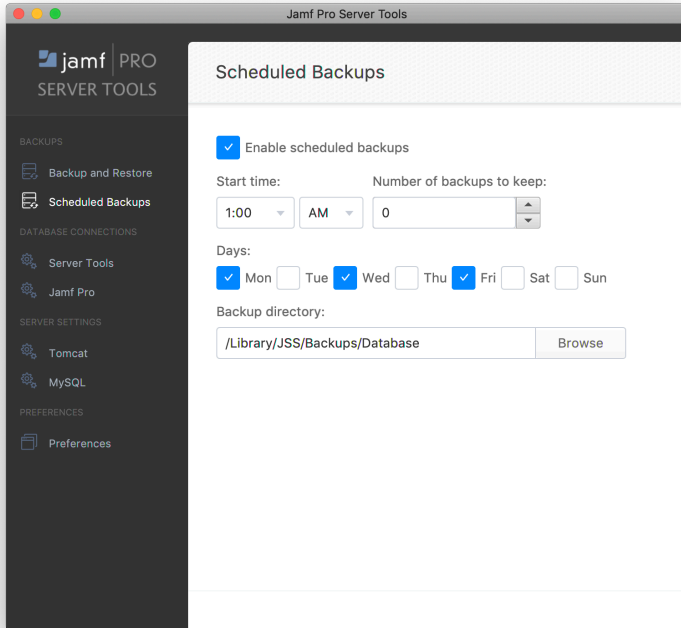 Jamf Pro Server Tools
jamf PRO
SERVER TOOLS
BACKUPS
Backup and Restore
Scheduled Backups
DATABASE CONNECTIONS
Server Tools
Jamf Pro
SERVER SETTINGS
Tomcat
MySQL
PREFERENCES
Preferences
Scheduled Backups
Enable scheduled backups
Start time: Number of backups to keep:
1:00 AM 0
Days:
Mon Tue Wed Thu Fri Sat Sun
Backup directory:
/Library/JSS/Backups/Database Browse